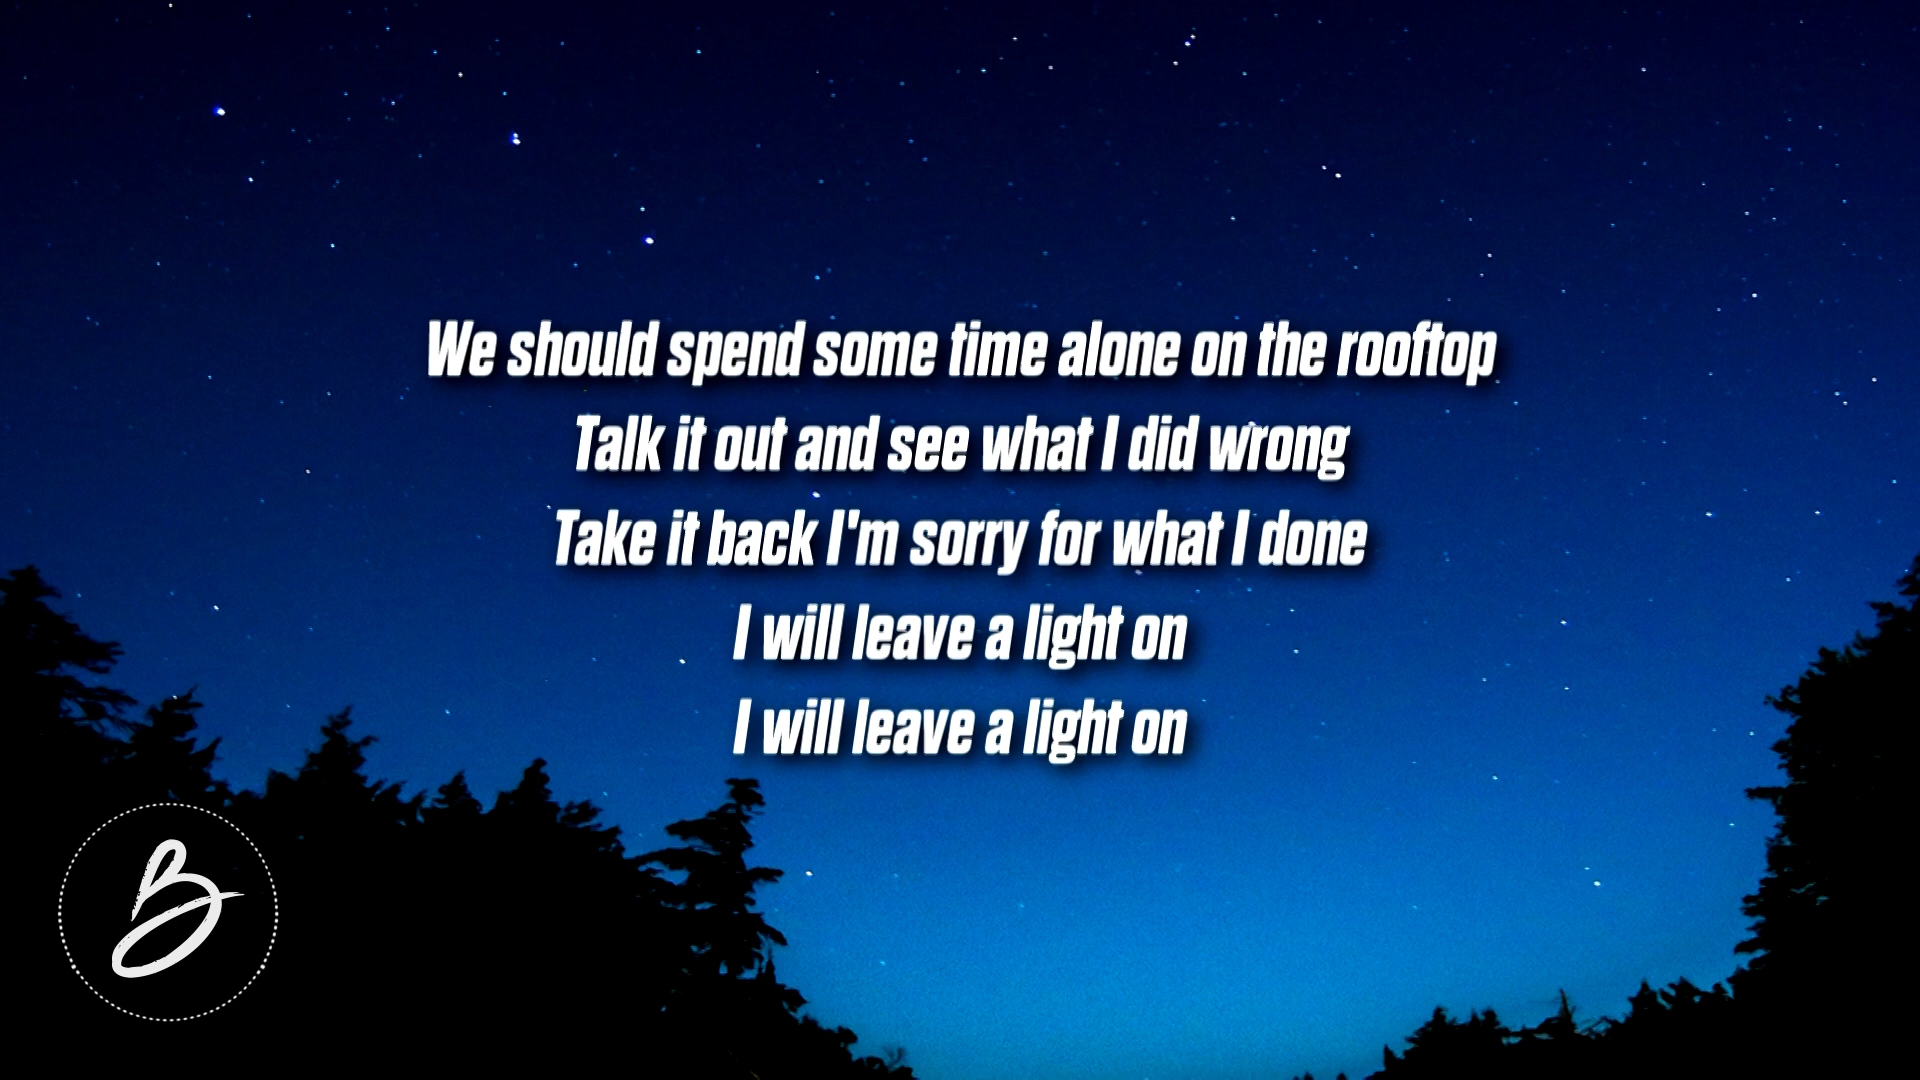 We should spend some time alone on the rooftop
Talk it out and see what I did wrong
Take it back I'm sorry for what I done
I will leave a light on
I will leave a light on
B